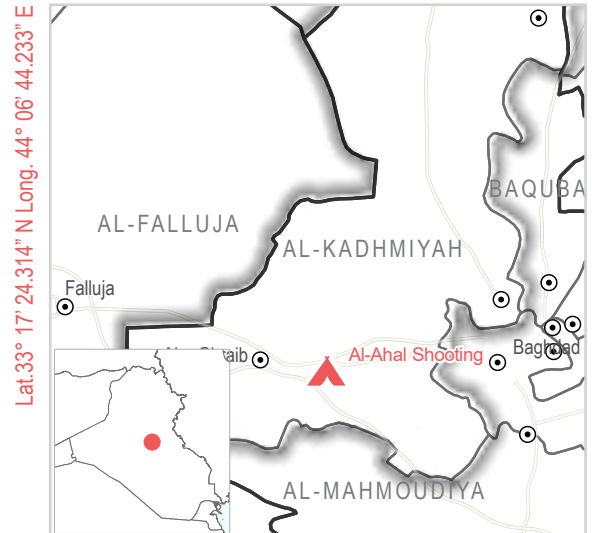 Lat.33° 17’ 24.314” N Long. 44° 06’ 44.233” E
BAQUBA
AL-FALLUJA
AL-KADHMIYAH
Falluja
Al-Ahal Shooting
Baghdad
AL-MAHMOUDIYA